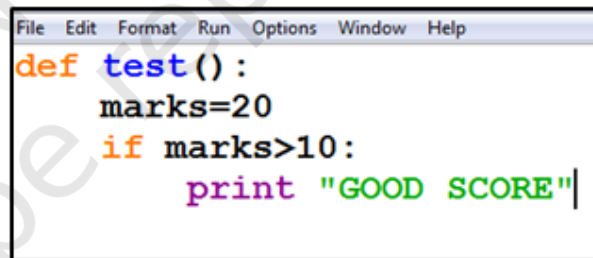 File Edit Format Run Options Window Help
def test():
    marks=20
    if marks>10:
        print "GOOD SCORE"